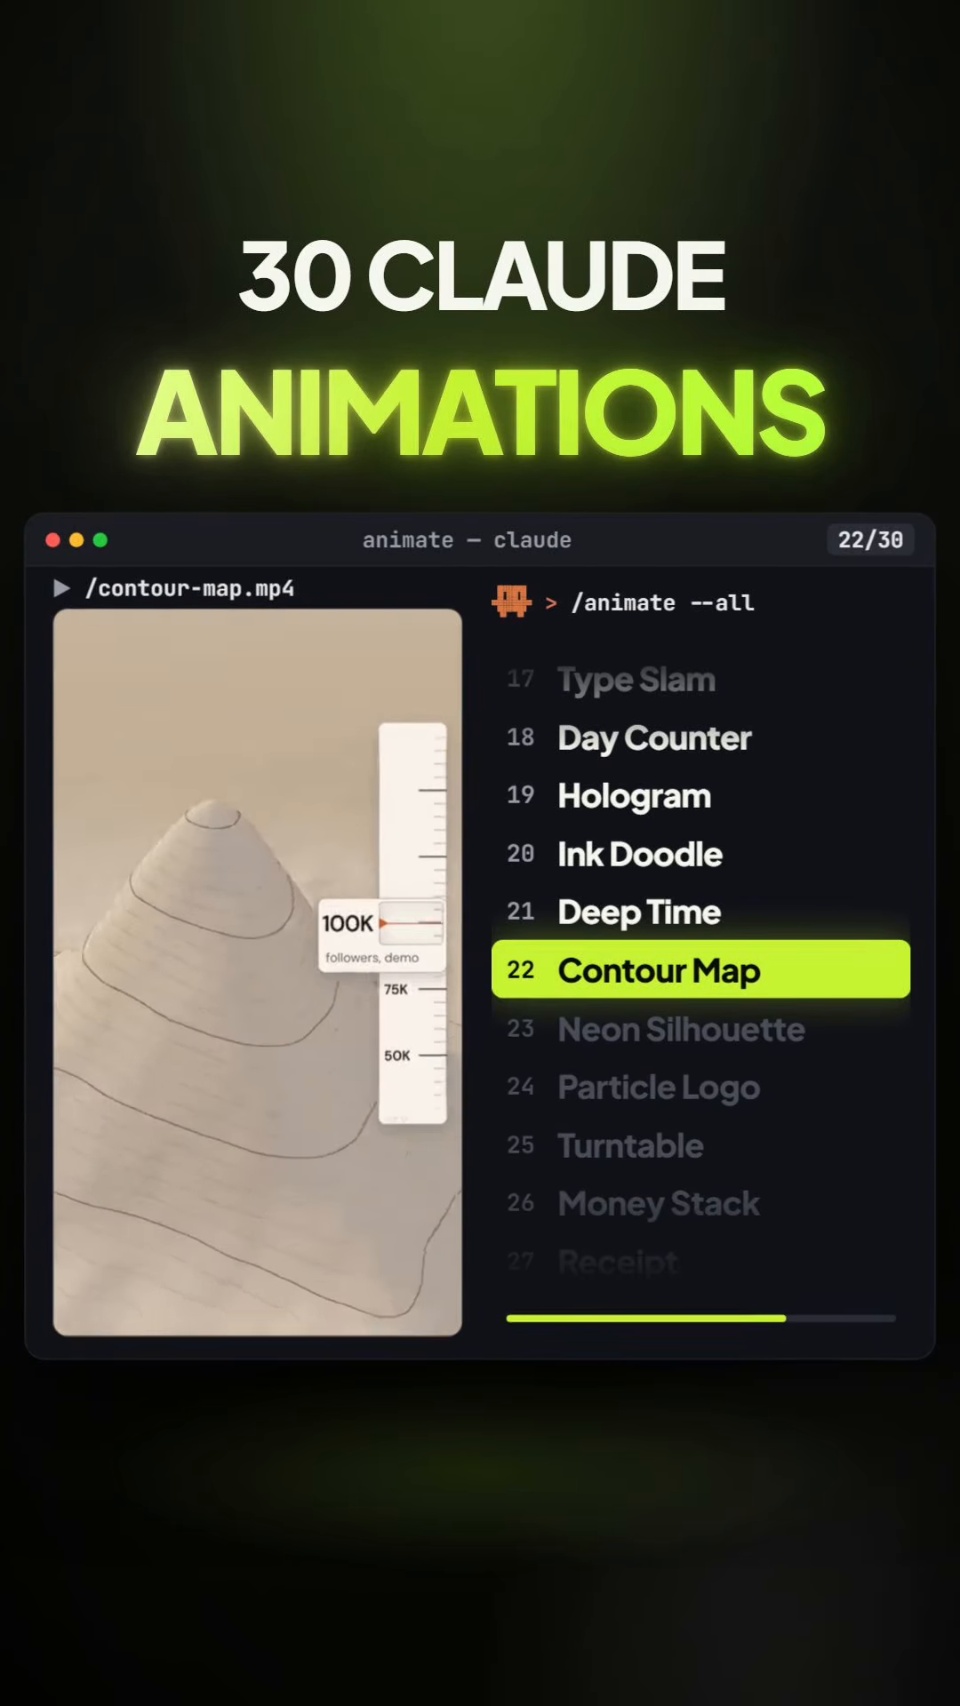 30 CLAUDE
ANIMATIONS
animate — claude
22/30
/contour-map.mp4
> /animate --all
100K
followers, demo
75K
50K
17 Type Slam
18 Day Counter
19 Hologram
20 Ink Doodle
21 Deep Time
22 Contour Map
23 Neon Silhouette
24 Particle Logo
25 Turntable
26 Money Stack
27 Receipt